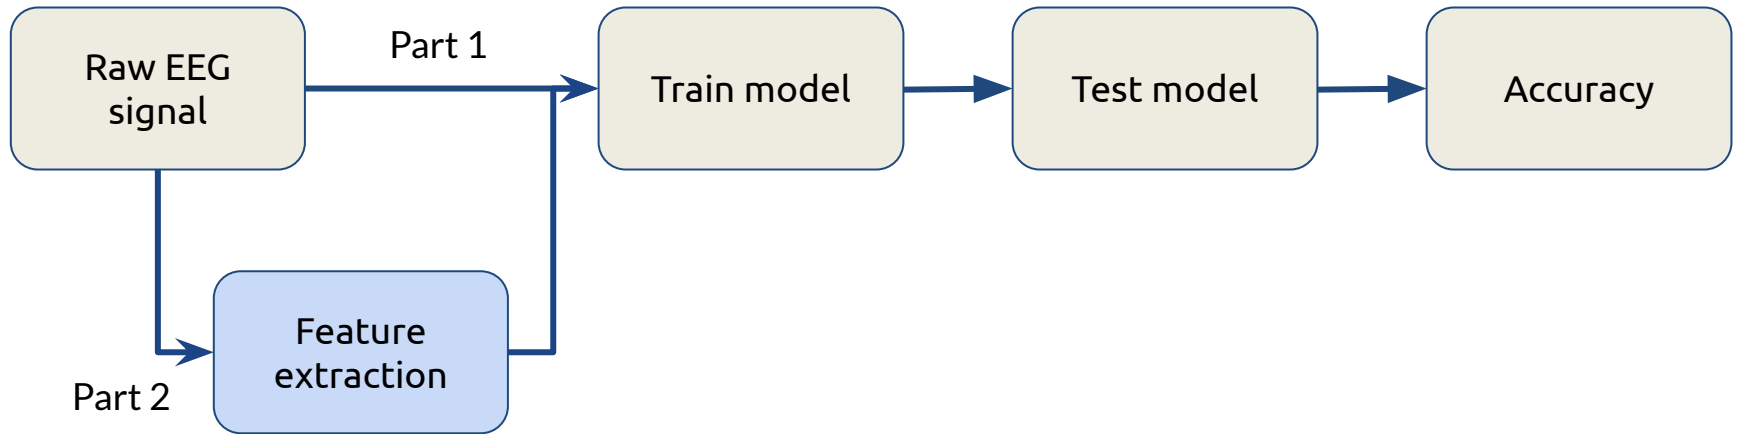 Raw EEG
signal
Part 1
Train model
Test model
Accuracy
Feature
extraction
Part 2